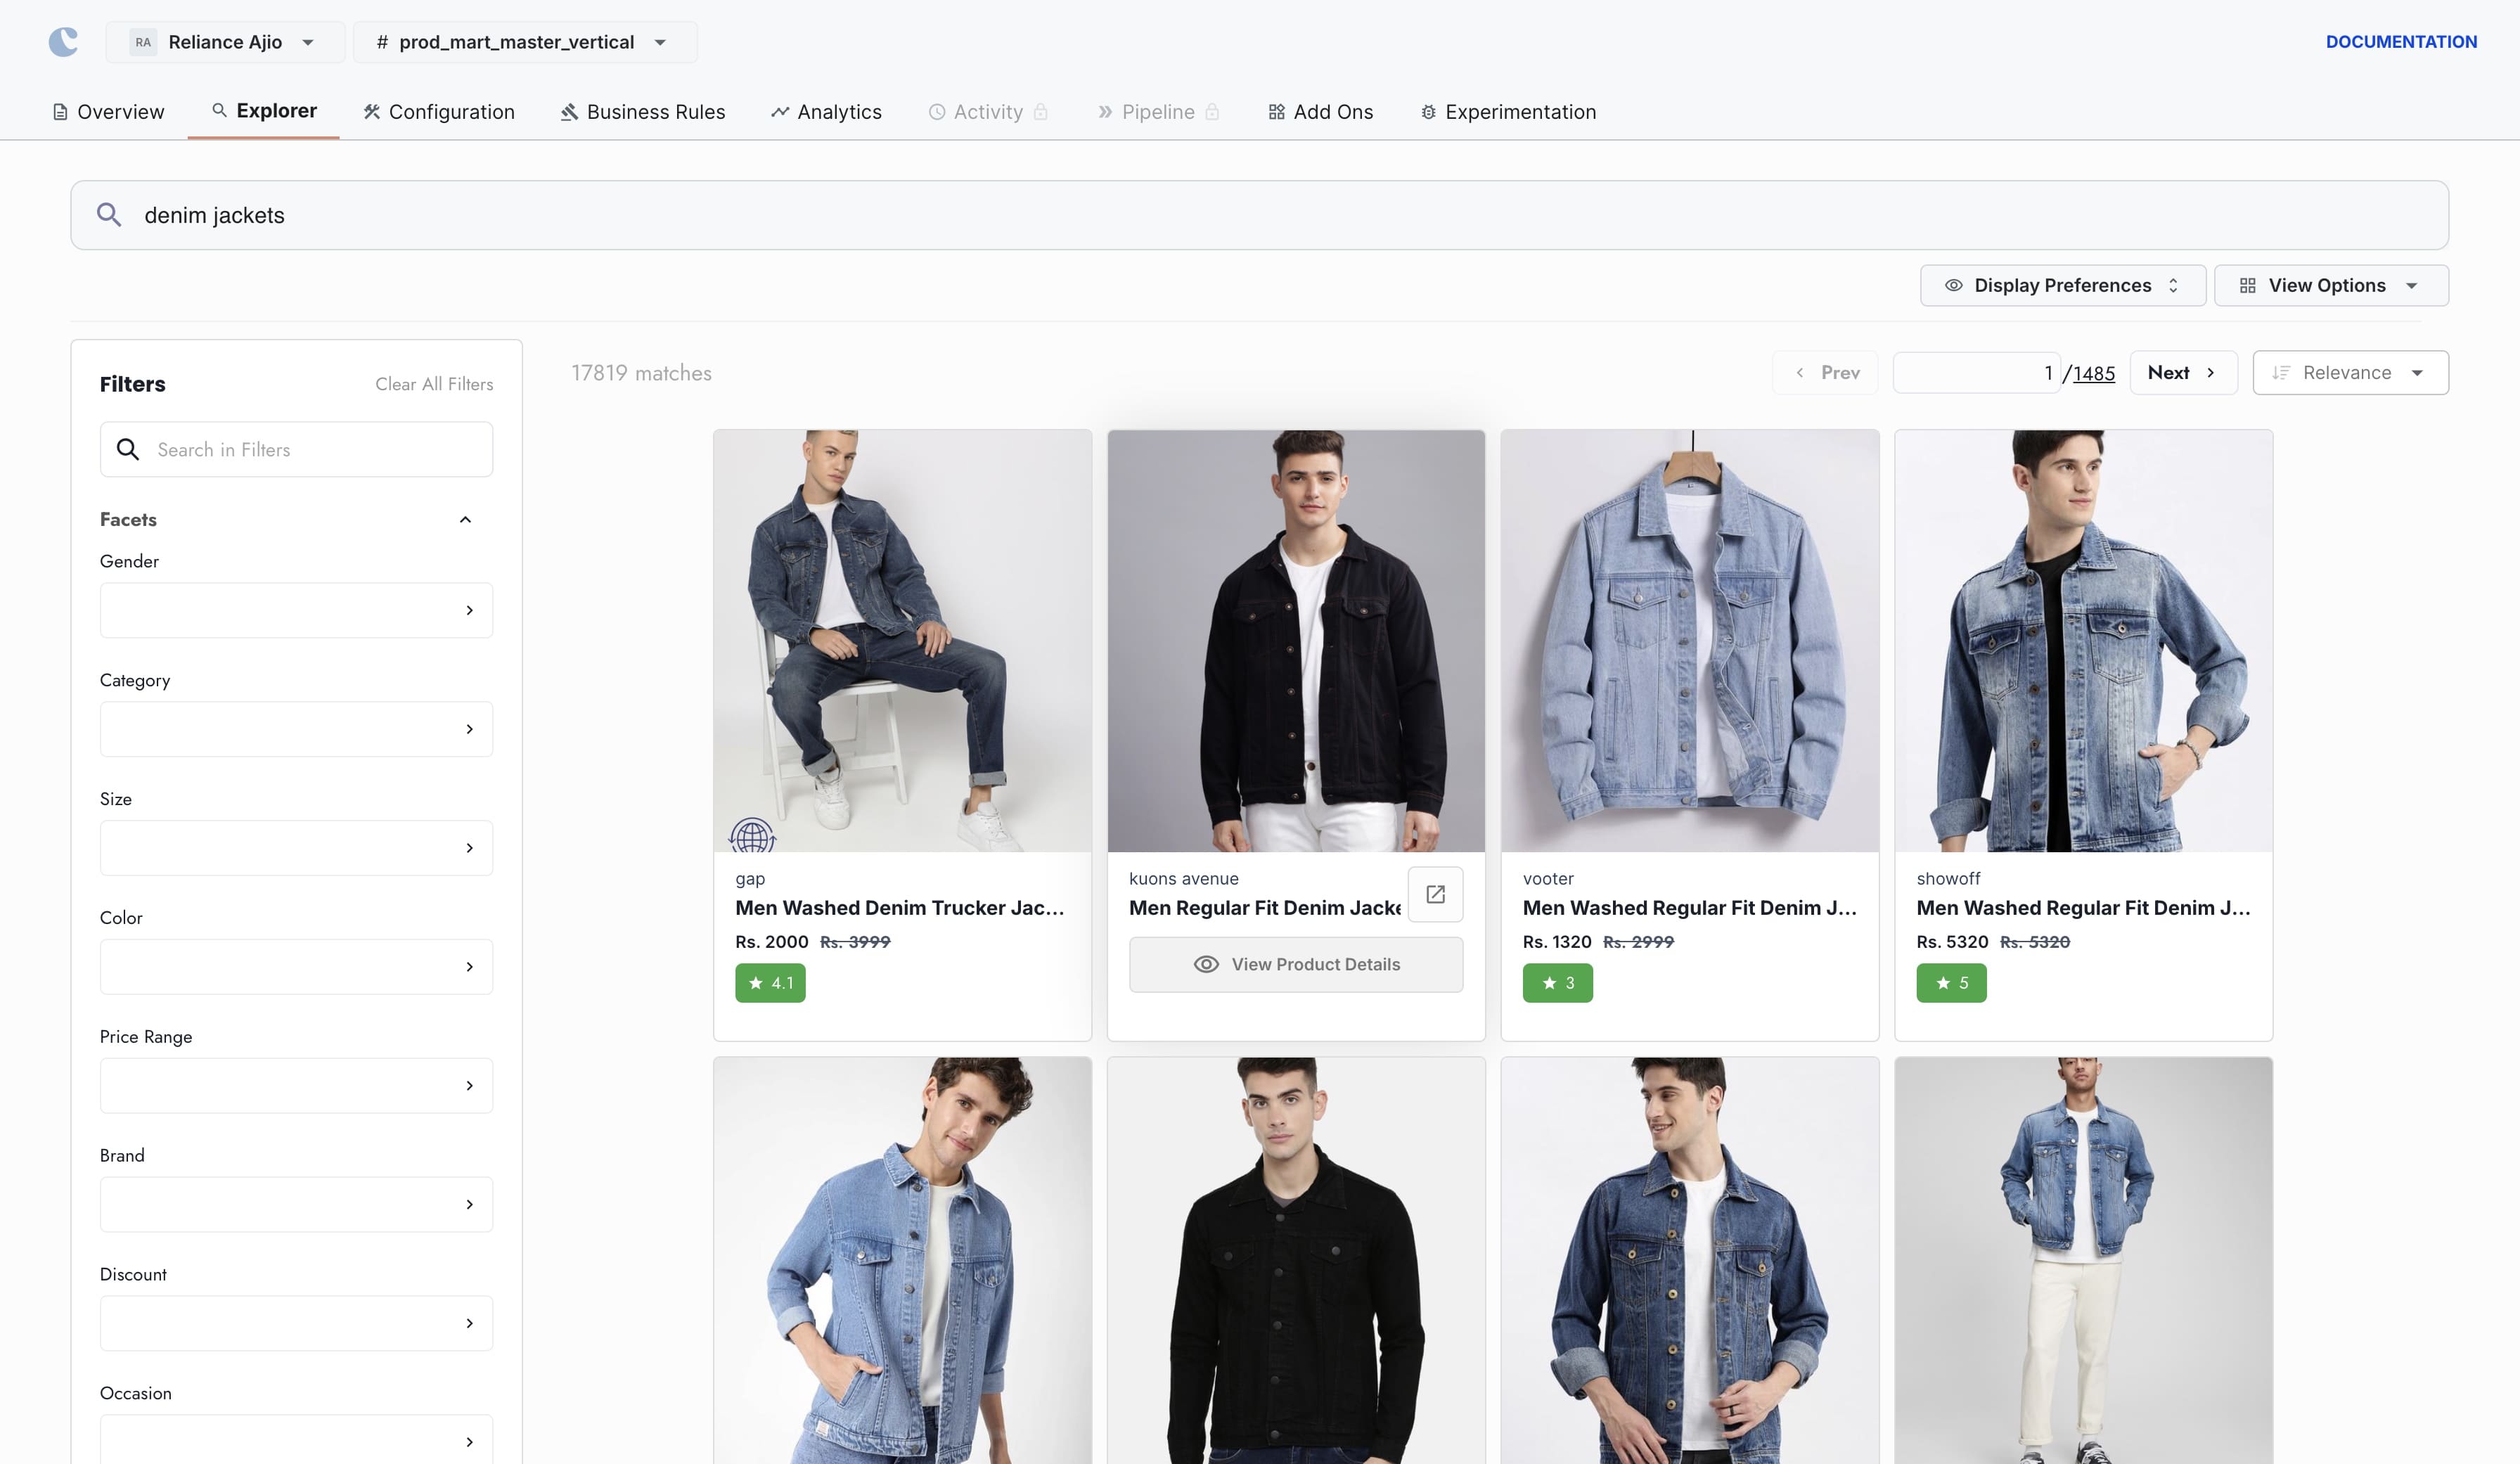 RA Reliance Ajio # prod_mart_master_vertical DOCUMENTATION
Overview Explorer Configuration Business Rules Analytics Activity Pipeline Add Ons Experimentation
denim jackets
Display Preferences View Options
Filters Clear All Filters
17819 matches Prev 1 /1485 Next Relevance
Search in Filters
Facets
Gender
Category
Size
Color
Price Range
Brand
Discount
Occasion
gap
Men Washed Denim Trucker Jac...
Rs. 2000 Rs. 3999
4.1
kuons avenue
Men Regular Fit Denim Jacke
View Product Details
vooter
Men Washed Regular Fit Denim J...
Rs. 1320 Rs. 2999
3
showoff
Men Washed Regular Fit Denim J...
Rs. 5320 Rs. 5320
5